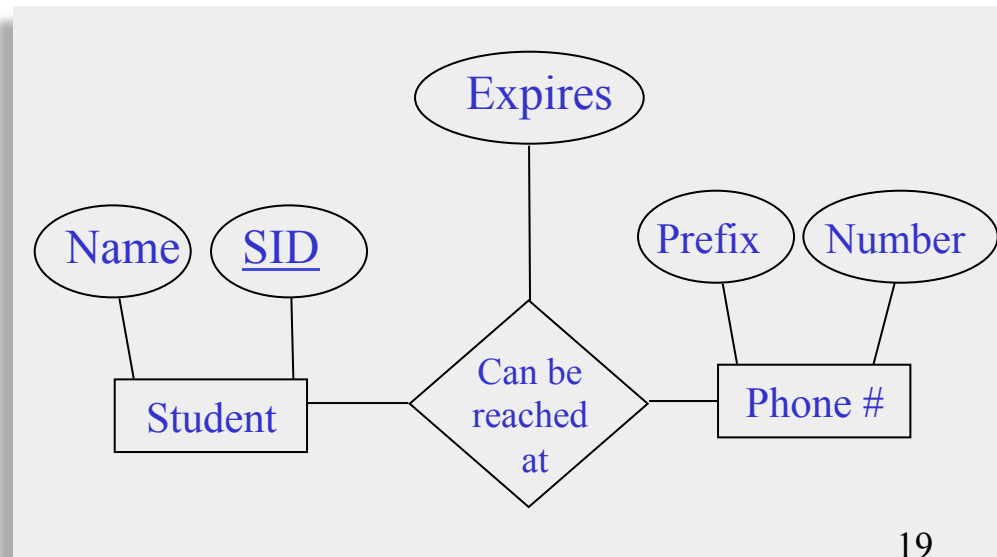 Expires
Name
SID
Prefix
Number
Student
Can be
reached
at
Phone #
19